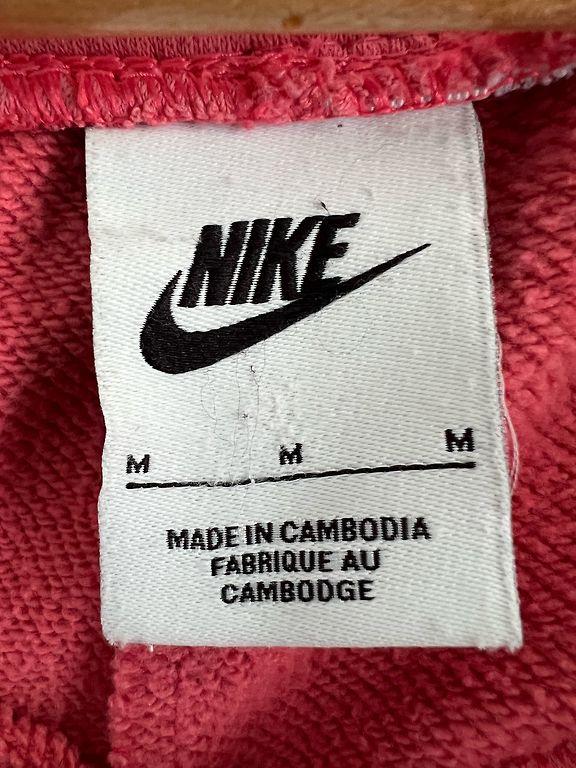 NIKE
M M M
MADE IN CAMBODIA
FABRIQUE AU
CAMBODGE